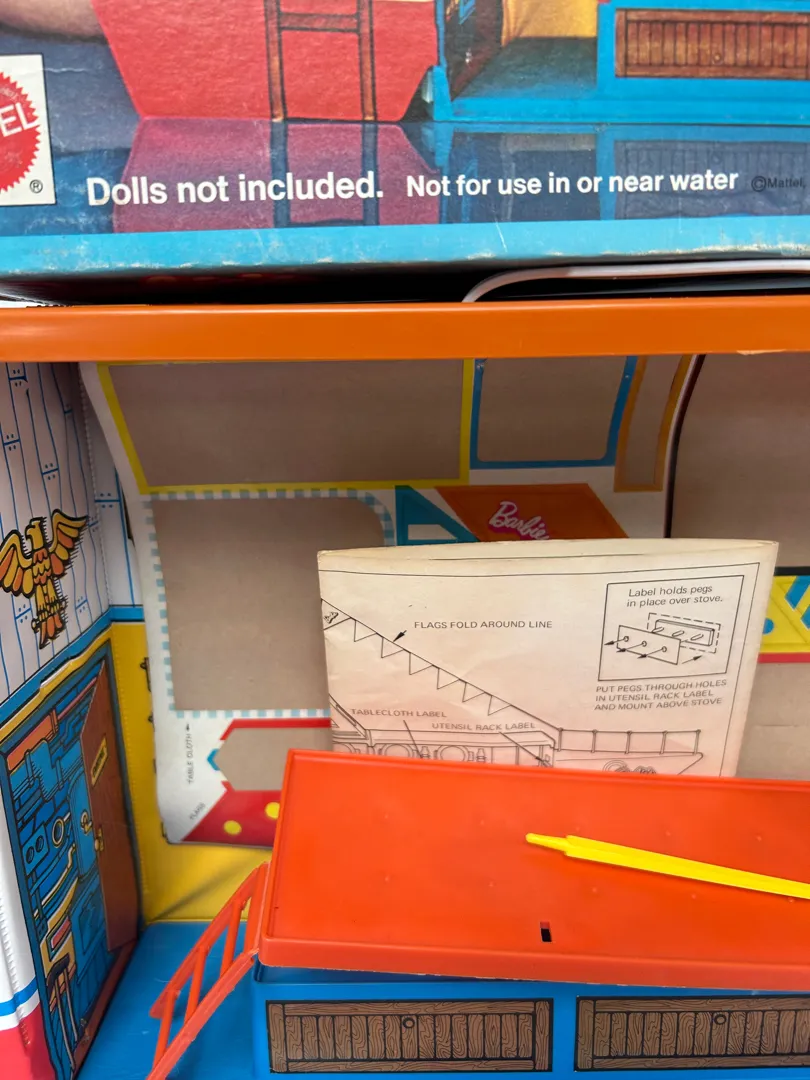 EL
®
Dolls not included. Not for use in or near water ©Mattel,
Barbie
Label holds pegs
in place over stove.
FLAGS FOLD AROUND LINE
PUT PEGS THROUGH HOLES
IN UTENSIL RACK LABEL
AND MOUNT ABOVE STOVE
TABLECLOTH LABEL
UTENSIL RACK LABEL
TABLE CLOTH
FLAGS